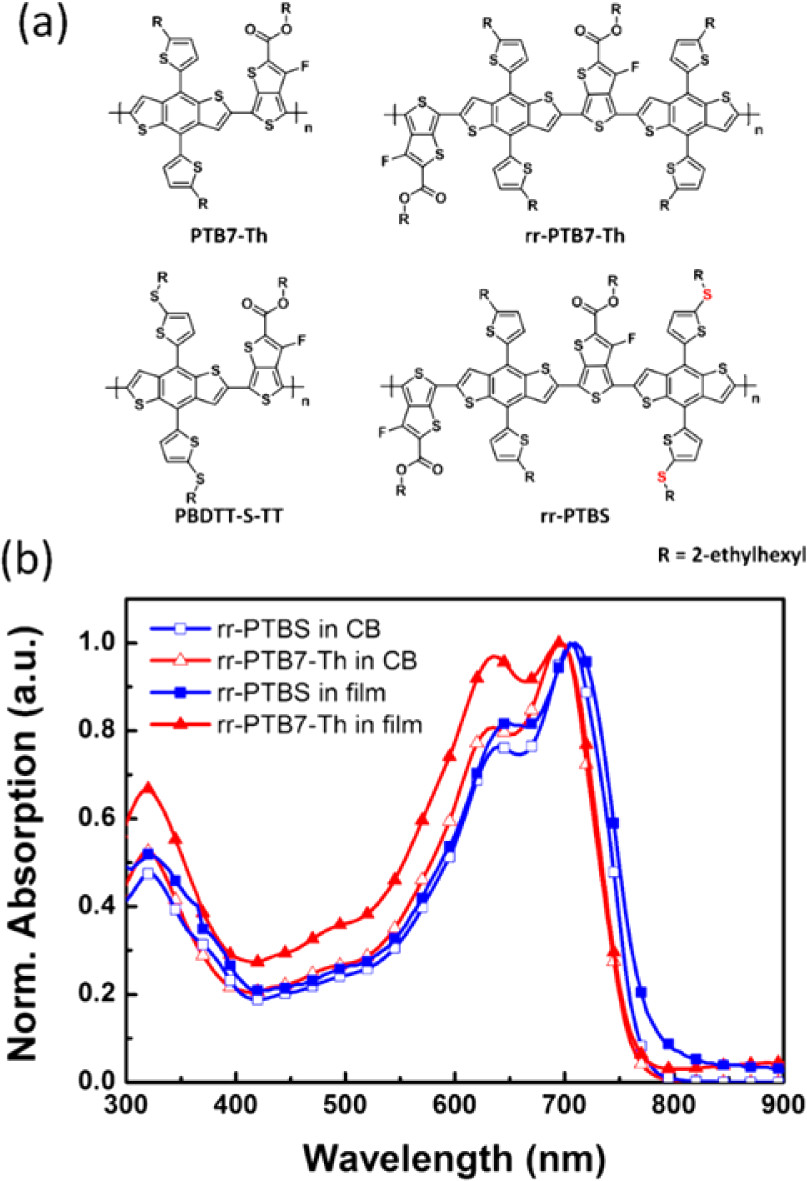 (a)
R
R
O
O
F
S
S
S
S
S
S
n
R
PTB7-Th
R
R
O
O
R
S
S
F
S
S
S
S
S
S
S
S
n
F
S
S
S
O
O
R
R
R
rr-PTB7-Th
R
S
R
O
O
S
S
F
S
S
S
n
S
S
R
PBDTT-S-TT
R
R
O
O
R
S
S
S
F
S
S
S
S
S
S
S
n
F
S
S
S
O
O
R
R
S
R
rr-PTBS
R = 2-ethylhexyl
(b)
Norm. Absorption (a.u.)
1.0
0.8
0.6
0.4
0.2
0.0
rr-PTBS in CB
rr-PTB7-Th in CB
rr-PTBS in film
rr-PTB7-Th in film
300 400 500 600 700 800 900
Wavelength (nm)